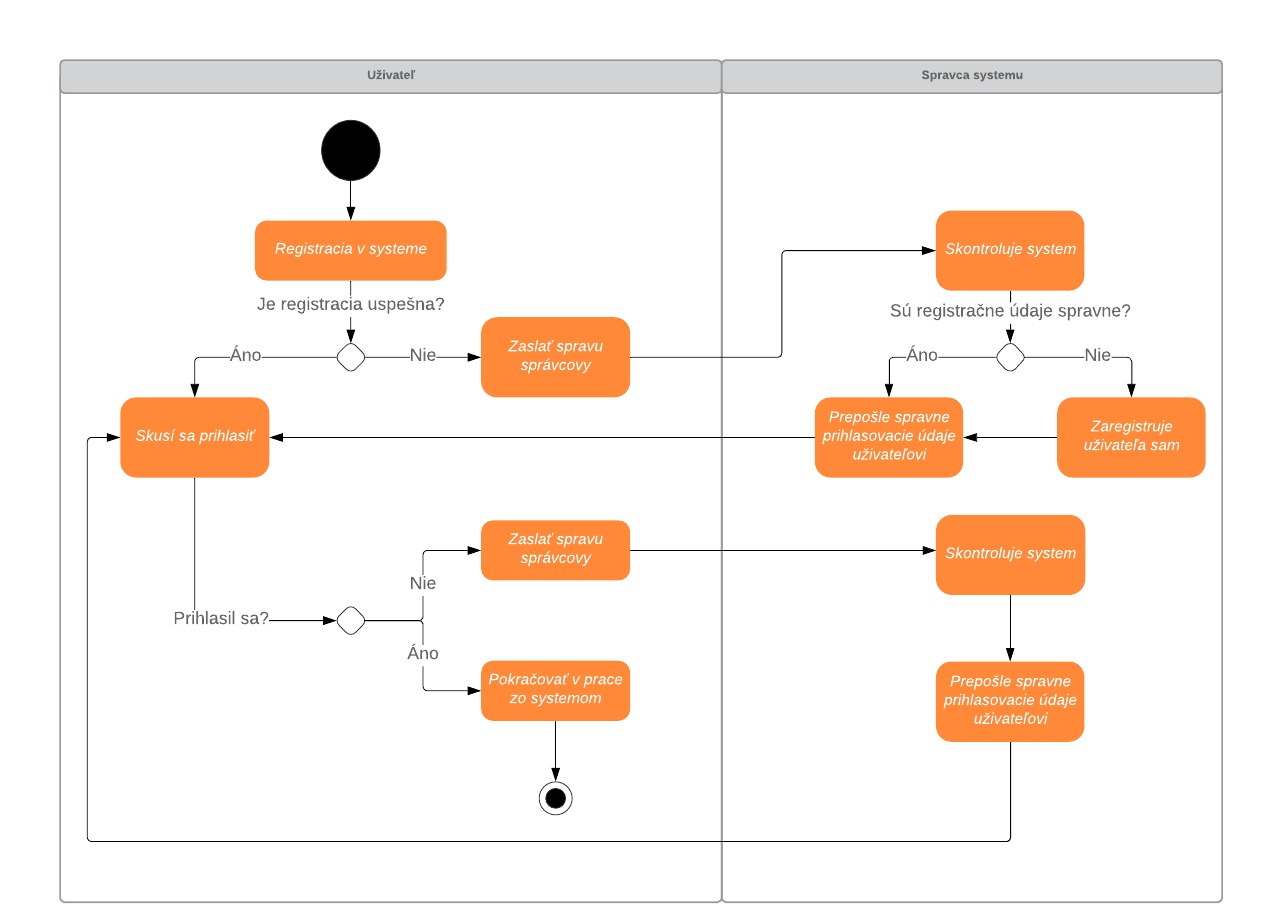 Uživateľ
Spravca systemu
Registracia v systeme
Skontroluje system
Je registracia uspešna?
Sú registračne údaje spravne?
Áno
Nie
Zaslať spravu
správcovy
Áno
Nie
Skusí sa prihlasiť
Prepošle spravne
prihlasovacie údaje
uživateľovi
Zaregistruje
uživateľa sam
Zaslať spravu
správcovy
Skontroluje system
Nie
Prihlasil sa?
Áno
Pokračovať v prace
zo systemom
Prepošle spravne
prihlasovacie údaje
uživateľovi